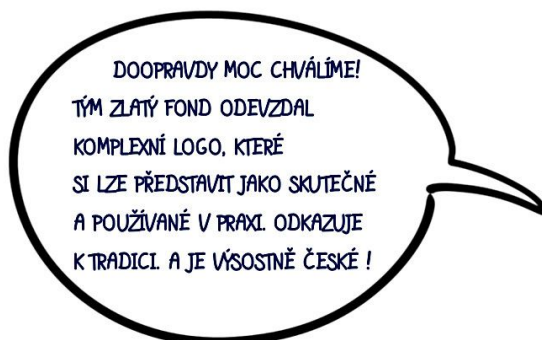 DOOPRAVDY MOC CHVÁLÍME!
TÝM ZLATÝ FOND ODEVZDAL
KOMPLEXNÍ LOGO, KTERÉ
SI LZE PŘEDSTAVIT JAKO SKUTEČNÉ
A POUŽÍVANÉ V PRAXI. ODKAZUJE
K TRADICI. A JE VÝSOSTNĚ ČESKÉ !